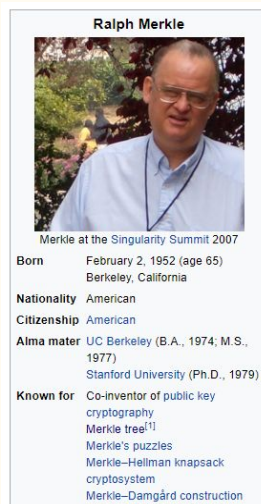 Ralph Merkle
Merkle at the Singularity Summit 2007
Born February 2, 1952 (age 65)
Berkeley, California
Nationality American
Citizenship American
Alma mater UC Berkeley (B.A., 1974; M.S.,
1977)
Stanford University (Ph.D., 1979)
Known for Co-inventor of public key
cryptography
Merkle tree[1]
Merkle's puzzles
Merkle–Hellman knapsack
cryptosystem
Merkle–Damgård construction